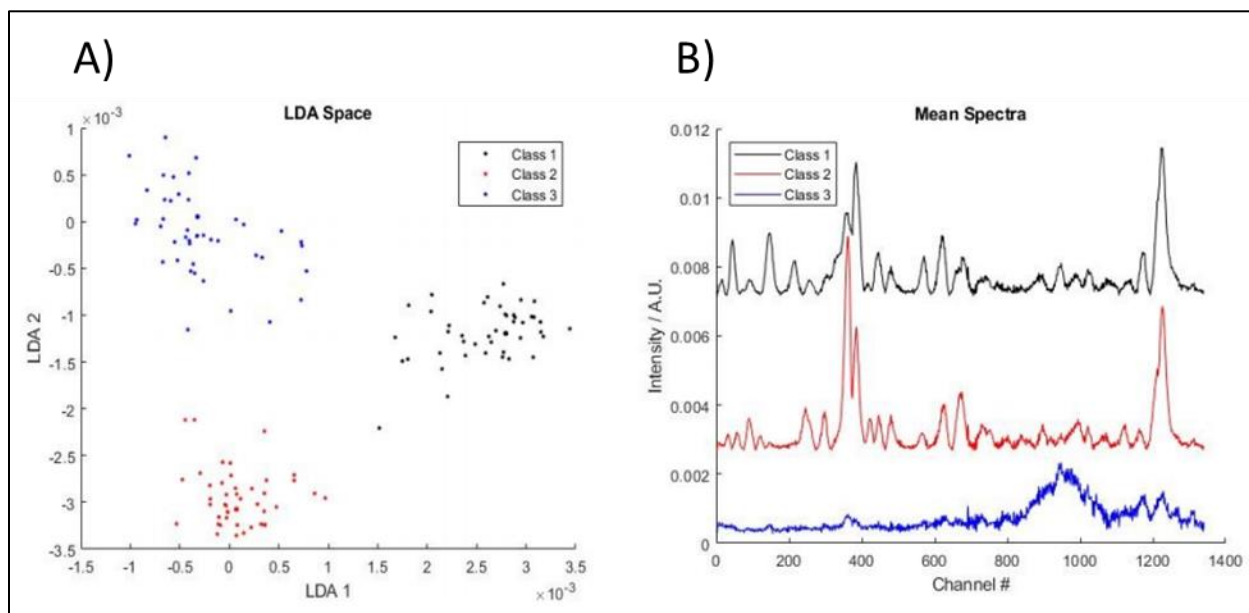 A)
LDA Space
× 10⁻³
1
0.5
0
-0.5
-1
-1.5
-2
-2.5
-3
-3.5
LDA 2
Class 1
Class 2
Class 3
-1.5 -1 -0.5 0 0.5 1 1.5 2 2.5 3 3.5
LDA 1
× 10⁻³
B)
Mean Spectra
0.012
0.01
0.008
0.006
0.004
0.002
0
Intensity / A.U.
Class 1
Class 2
Class 3
0 200 400 600 800 1000 1200 1400
Channel #